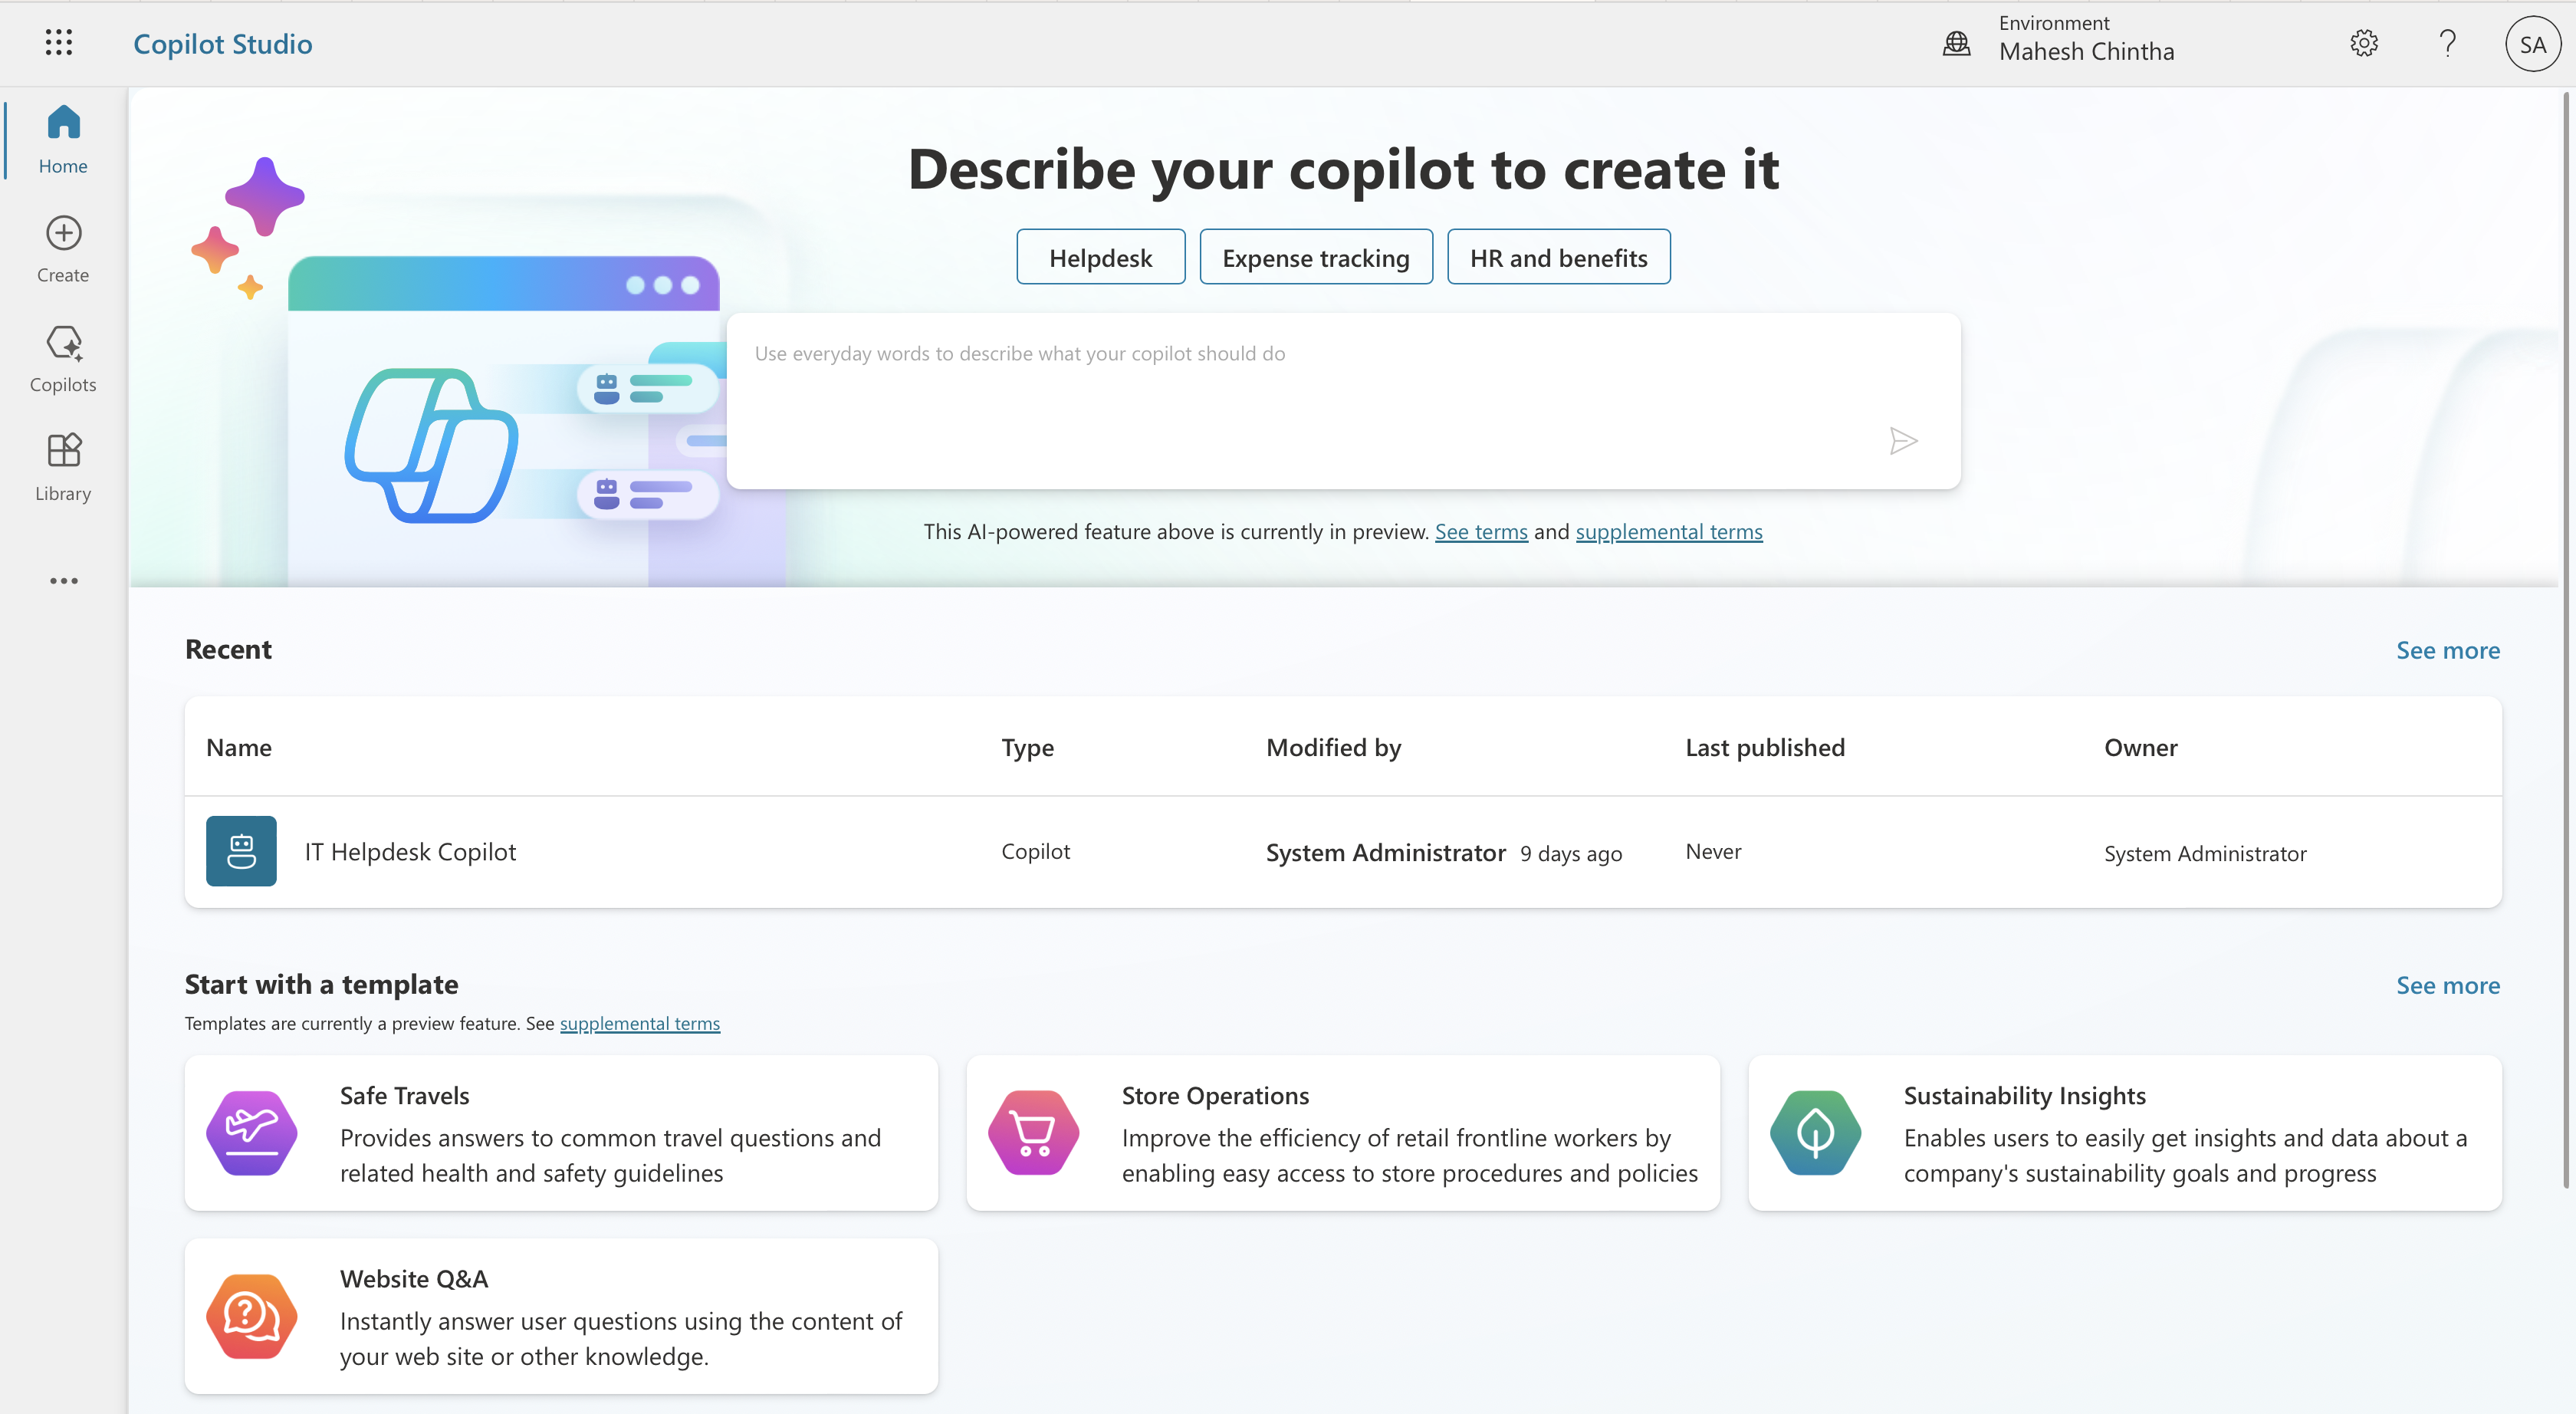 Copilot Studio
Environment
Mahesh Chintha
?
SA
Home
Create
Copilots
Library
Describe your copilot to create it
Helpdesk
Expense tracking
HR and benefits
Use everyday words to describe what your copilot should do
This AI-powered feature above is currently in preview. See terms and supplemental terms
Recent
See more
Name
Type
Modified by
Last published
Owner
IT Helpdesk Copilot
Copilot
System Administrator 9 days ago
Never
System Administrator
Start with a template
See more
Templates are currently a preview feature. See supplemental terms
Safe Travels
Provides answers to common travel questions and
related health and safety guidelines
Store Operations
Improve the efficiency of retail frontline workers by
enabling easy access to store procedures and policies
Sustainability Insights
Enables users to easily get insights and data about a
company's sustainability goals and progress
Website Q&A
Instantly answer user questions using the content of
your web site or other knowledge.